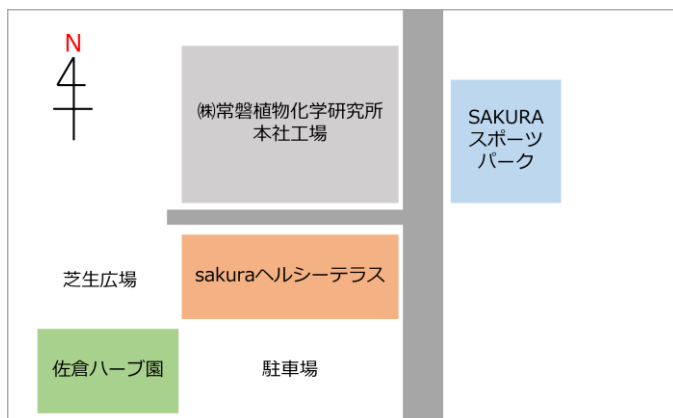 N
㈱常磐植物化学研究所
本社工場
SAKURA
スポーツ
パーク
芝生広場
sakuraヘルシーテラス
佐倉ハーブ園
駐車場